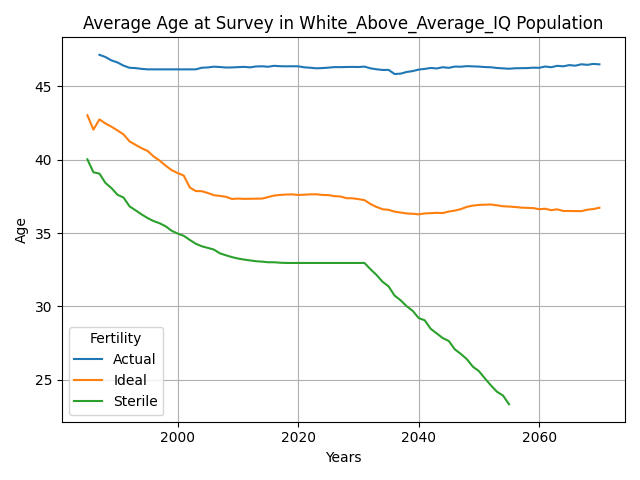 Average Age at Survey in White_Above_Average_IQ Population
Age
45
40
35
30
25
Fertility
Actual
Ideal
Sterile
2000
2020
2040
2060
Years